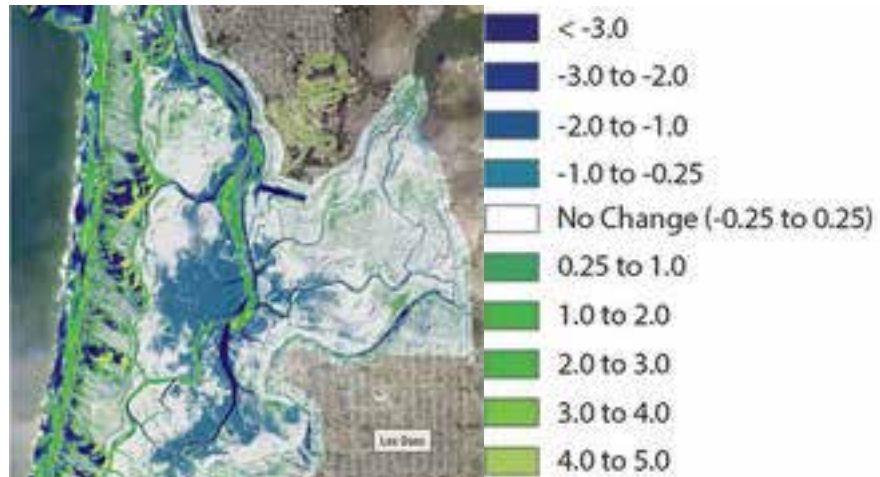 < -3.0
-3.0 to -2.0
-2.0 to -1.0
-1.0 to -0.25
No Change (-0.25 to 0.25)
0.25 to 1.0
1.0 to 2.0
2.0 to 3.0
3.0 to 4.0
Los Osos
4.0 to 5.0